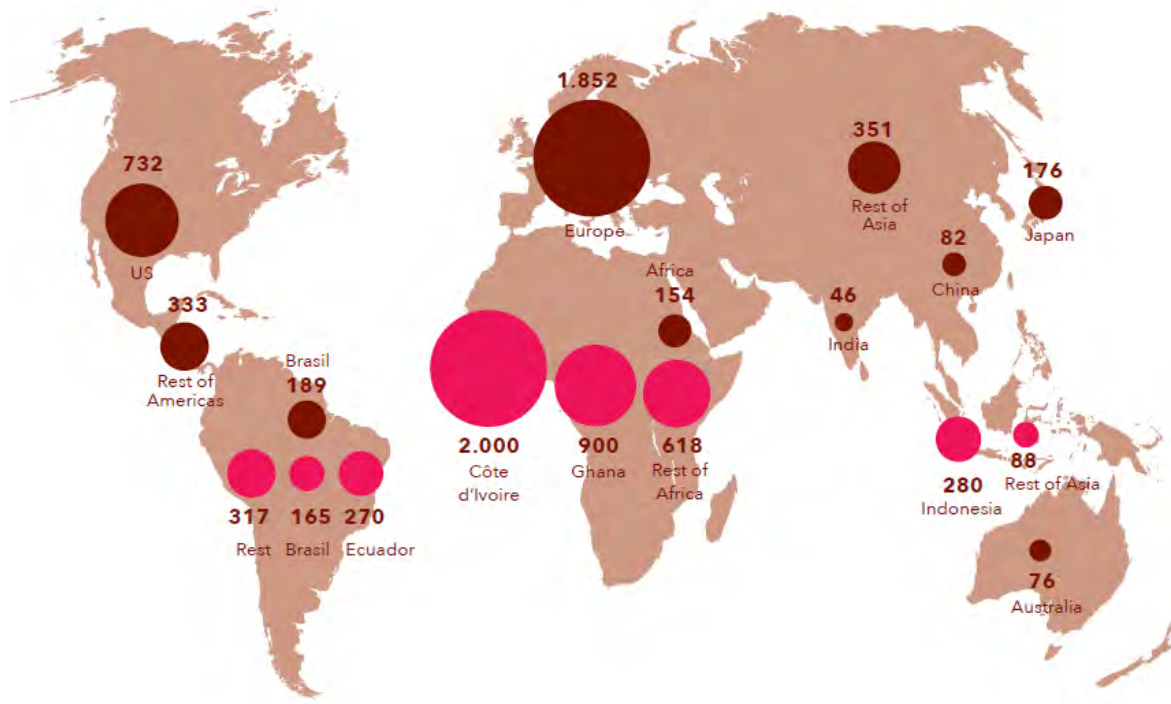 1.852
Europe
732
US
351
Rest of
Asia
176
Japan
82
China
Africa
154
46
India
333
Rest of
Americas
Brasil
189
2.000
Côte
d'Ivoire
900
Ghana
618
Rest of
Africa
317
Rest
165
Brasil
270
Ecuador
280
Indonesia
88
Rest of Asia
76
Australia